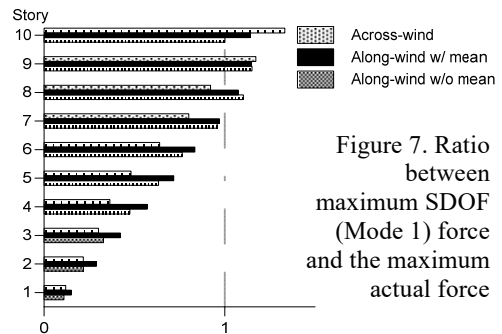 Story
10
9
8
7
6
5
4
3
2
1
0
1
Across-wind
Along-wind w/ mean
Along-wind w/o mean
Figure 7. Ratio
between
maximum SDOF
(Mode 1) force
and the maximum
actual force